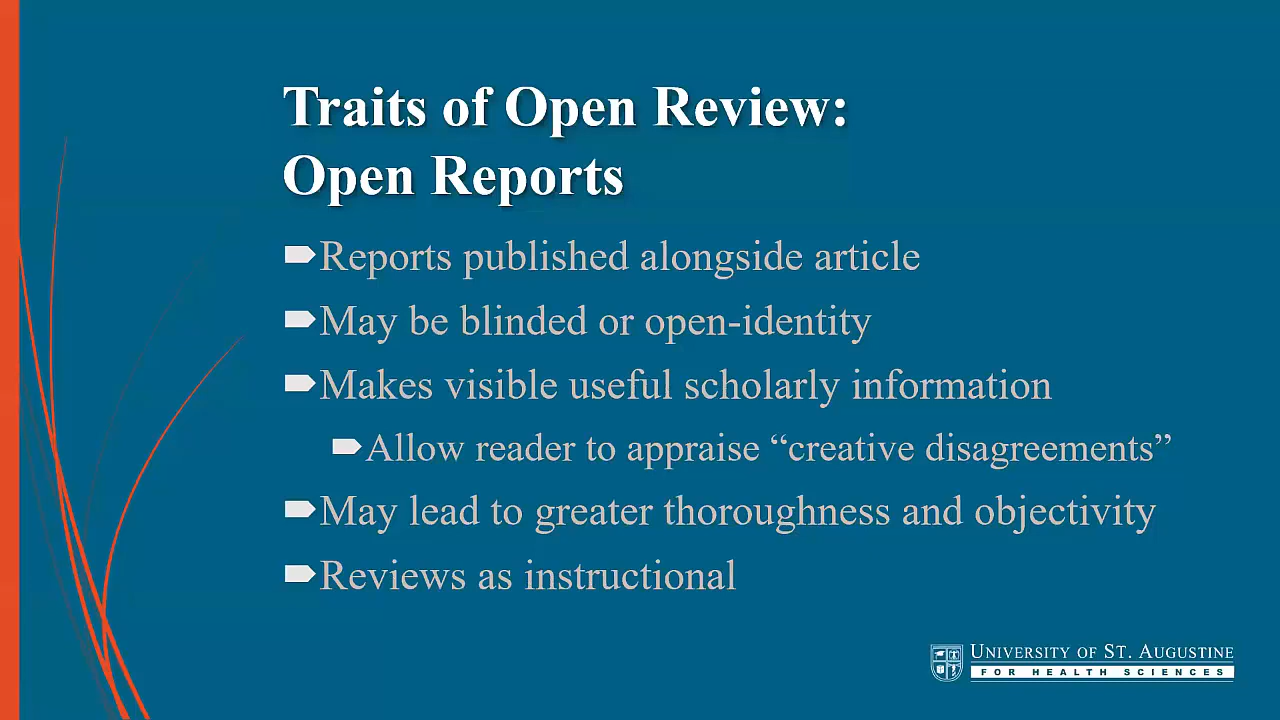 Traits of Open Review:
Open Reports
Reports published alongside article
May be blinded or open-identity
Makes visible useful scholarly information
Allow reader to appraise “creative disagreements”
May lead to greater thoroughness and objectivity
Reviews as instructional
UNIVERSITY OF ST. AUGUSTINE
FOR HEALTH SCIENCES